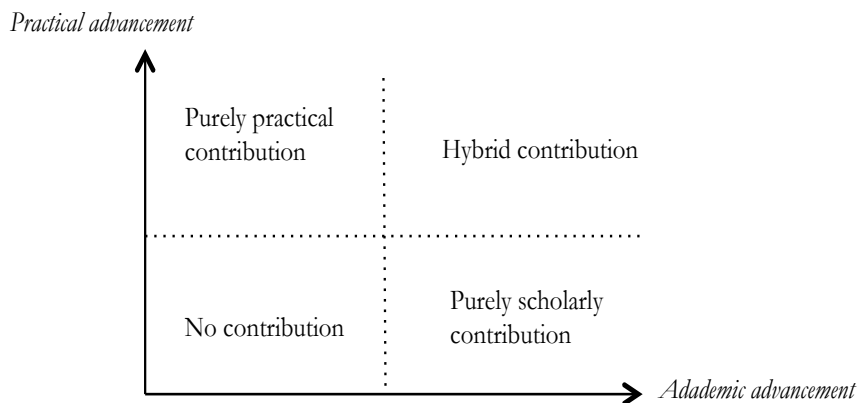 Practical advancement
Purely practical
contribution
Hybrid contribution
No contribution
Purely scholarly
contribution
Adademic advancement